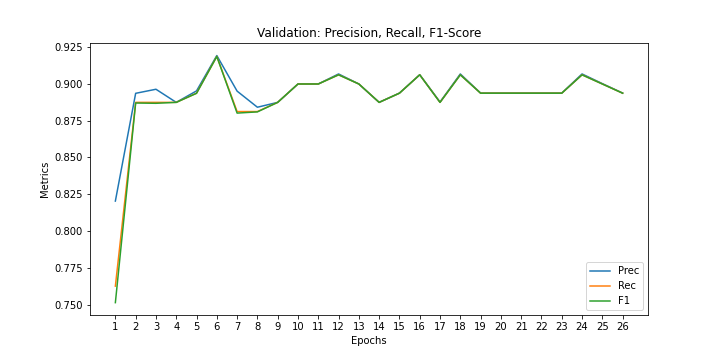 Validation: Precision, Recall, F1-Score
Metrics
0.925
0.900
0.875
0.850
0.825
0.800
0.775
0.750
Prec
Rec
F1
1 2 3 4 5 6 7 8 9 10 11 12 13 14 15 16 17 18 19 20 21 22 23 24 25 26
Epochs